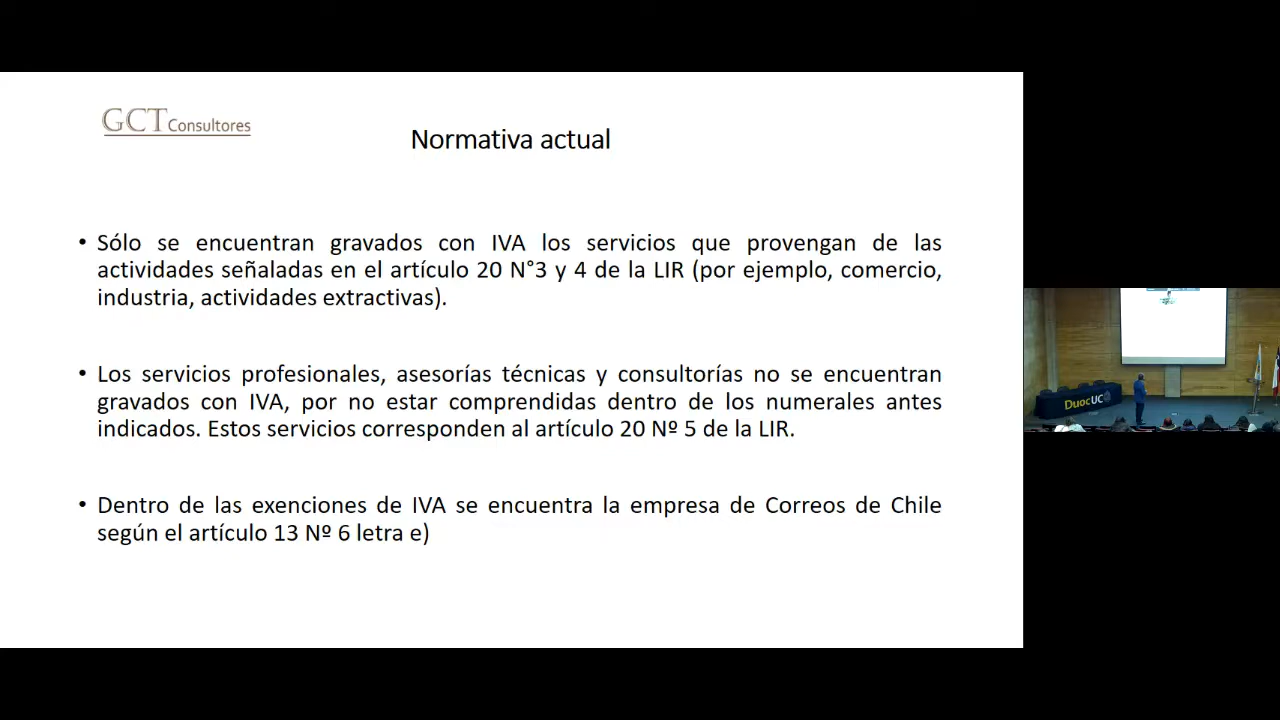 GCT Consultores
Normativa actual
• Sólo se encuentran gravados con IVA los servicios que provengan de las
actividades señaladas en el artículo 20 N°3 y 4 de la LIR (por ejemplo, comercio,
industria, actividades extractivas).
• Los servicios profesionales, asesorías técnicas y consultorías no se encuentran
gravados con IVA, por no estar comprendidas dentro de los numerales antes
indicados. Estos servicios corresponden al artículo 20 Nº 5 de la LIR.
• Dentro de las exenciones de IVA se encuentra la empresa de Correos de Chile
según el artículo 13 Nº 6 letra e)
DuocUC